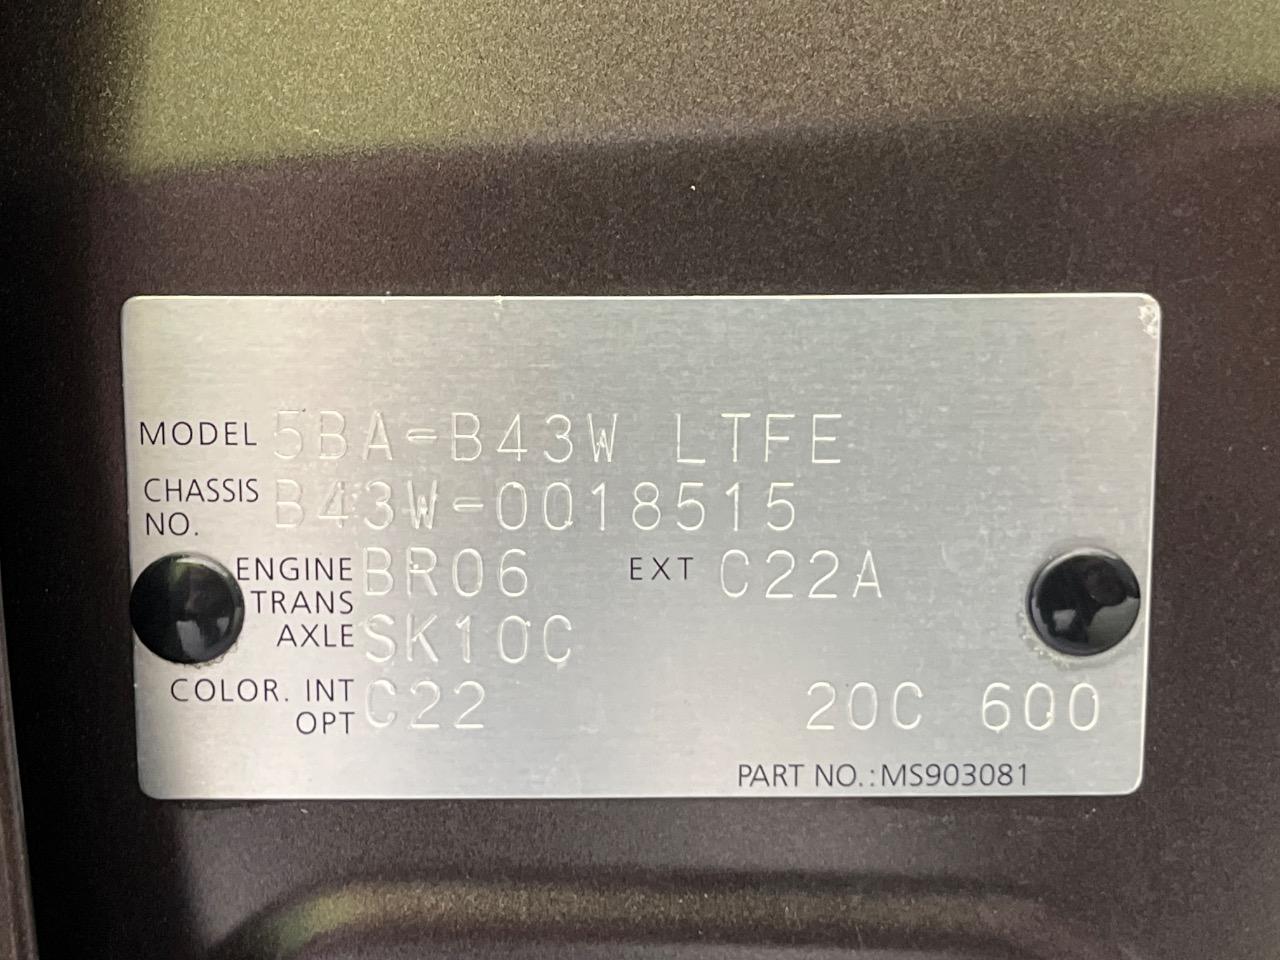 MODEL 5BA-B43W LTFE
CHASSIS NO. B43W-0018515
ENGINE BR06 EXT C22A
TRANS AXLE SK10C
COLOR. INT OPT C22 20C 600
PART NO.:MS903081